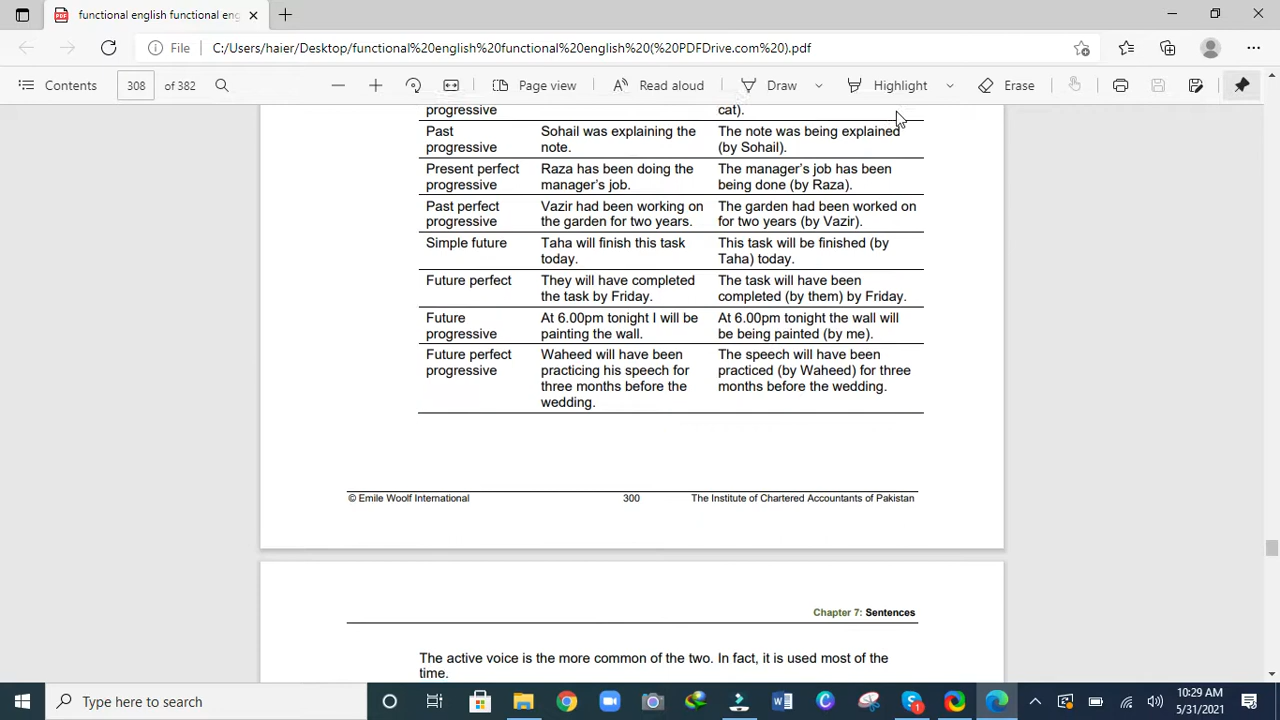 functional english functional eng
File
C:/Users/haier/Desktop/functional%20english%20functional%20english%20(%20PDFDrive.com%20).pdf
Contents
308
of 382
Page view
Read aloud
Draw
Highlight
Erase
progressive
cat).
Past
progressive
Sohail was explaining the
note.
The note was being explained
(by Sohail).
Present perfect
progressive
Raza has been doing the
manager's job.
The manager's job has been
being done (by Raza).
Past perfect
progressive
Vazir had been working on
the garden for two years.
The garden had been worked on
for two years (by Vazir).
Simple future
Taha will finish this task
today.
This task will be finished (by
Taha) today.
Future perfect
They will have completed
the task by Friday.
The task will have been
completed (by them) by Friday.
Future
progressive
At 6.00pm tonight I will be
painting the wall.
At 6.00pm tonight the wall will
be being painted (by me).
Future perfect
progressive
Waheed will have been
practicing his speech for
three months before the
wedding.
The speech will have been
practiced (by Waheed) for three
months before the wedding.
© Emile Woolf International
300
The Institute of Chartered Accountants of Pakistan
Chapter 7: Sentences
The active voice is the more common of the two. In fact, it is used most of the
time.
Type here to search
10:29 AM
5/31/2021